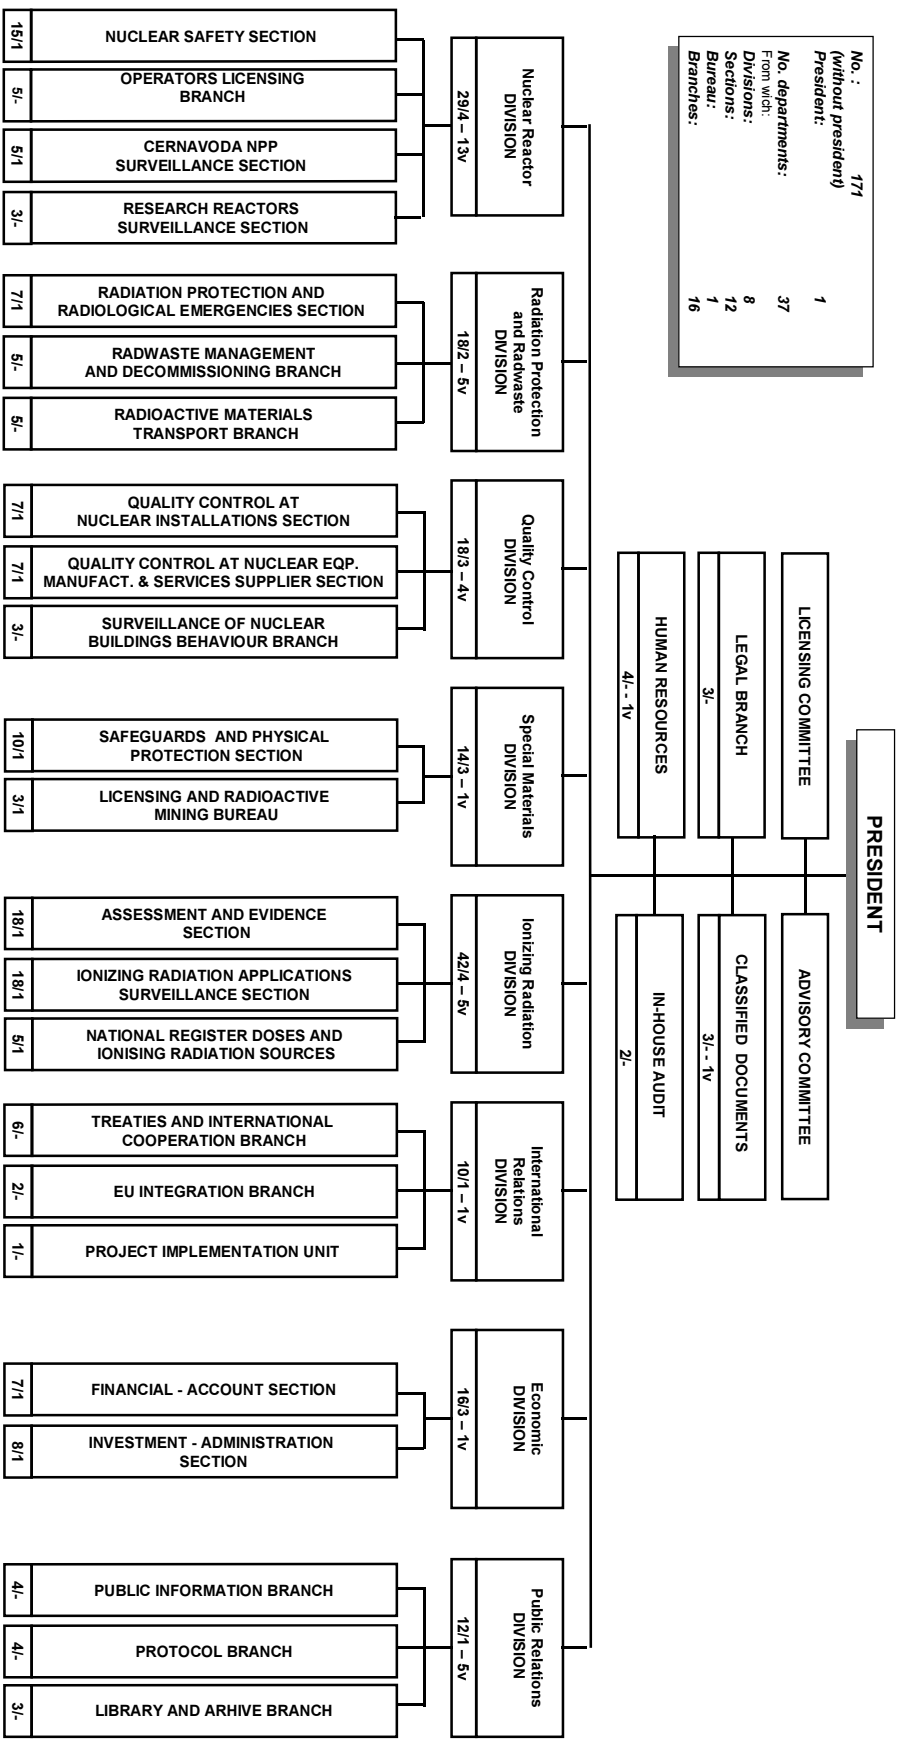 PRESIDENT
No. : 171
(without president)
President: 1
No. departments: 37
From wich:
Divisions: 8
Sections: 12
Bureau: 1
Branches: 16
LICENSING COMMITTEE
ADVISORY COMMITTEE
LEGAL BRANCH
3/-
CLASSIFIED DOCUMENTS
3/- - 1v
HUMAN RESOURCES
4/- - 1v
IN-HOUSE AUDIT
2/-
Nuclear Reactor
DIVISION
29/4 – 13v
NUCLEAR SAFETY SECTION
15/1
OPERATORS LICENSING
BRANCH
5/-
CERNAVODA NPP
SURVEILLANCE SECTION
5/1
RESEARCH REACTORS
SURVEILLANCE SECTION
3/-
Radiation Protection
and Radwaste
DIVISION
18/2 – 5v
RADIATION PROTECTION AND
RADIOLOGICAL EMERGENCIES SECTION
7/1
RADWASTE MANAGEMENT
AND DECOMMISSIONING BRANCH
5/-
RADIOACTIVE MATERIALS
TRANSPORT BRANCH
5/-
Quality Control
DIVISION
18/3 – 4v
QUALITY CONTROL AT
NUCLEAR INSTALLATIONS SECTION
7/1
QUALITY CONTROL AT NUCLEAR EQP.
MANUFACT. & SERVICES SUPPLIER SECTION
7/1
SURVEILLANCE OF NUCLEAR
BUILDINGS BEHAVIOUR BRANCH
3/-
Special Materials
DIVISION
14/3 – 1v
SAFEGUARDS AND PHYSICAL
PROTECTION SECTION
10/1
LICENSING AND RADIOACTIVE
MINING BUREAU
3/1
Ionizing Radiation
DIVISION
42/4 – 5v
ASSESSMENT AND EVIDENCE
SECTION
18/1
IONIZING RADIATION APPLICATIONS
SURVEILLANCE SECTION
18/1
NATIONAL REGISTER DOSES AND
IONISING RADIATION SOURCES
5/1
International
Relations
DIVISION
10/1 – 1v
TREATIES AND INTERNATIONAL
COOPERATION BRANCH
6/-
EU INTEGRATION BRANCH
2/-
PROJECT IMPLEMENTATION UNIT
1/-
Economic
DIVISION
16/3 – 1v
FINANCIAL - ACCOUNT SECTION
7/1
INVESTMENT - ADMINISTRATION
SECTION
8/1
Public Relations
DIVISION
12/1 – 5v
PUBLIC INFORMATION BRANCH
4/-
PROTOCOL BRANCH
4/-
LIBRARY AND ARHIVE BRANCH
3/-